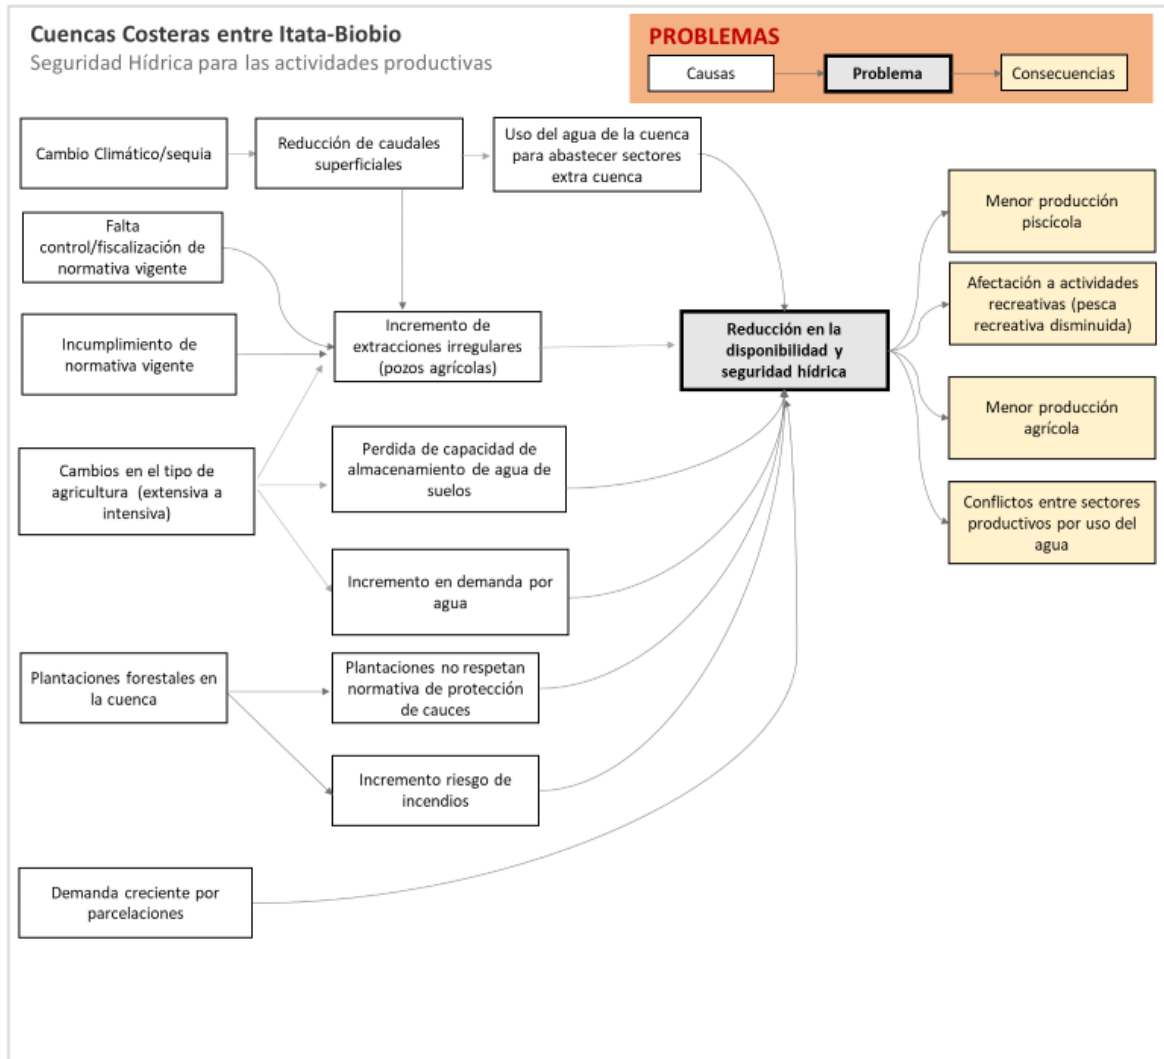 Cuencas Costeras entre Itata-Biobio
Seguridad Hídrica para las actividades productivas
PROBLEMAS
Causas
Problema
Consecuencias
Cambio Climático/sequia
Reducción de caudales
superficiales
Uso del agua de la cuenca
para abastecer sectores
extra cuenca
Falta
control/fiscalización de
normativa vigente
Incumplimiento de
normativa vigente
Incremento de
extracciones irregulares
(pozos agrícolas)
Reducción en la
disponibilidad y
seguridad hídrica
Menor producción
piscícola
Afectación a actividades
recreativas (pesca
recreativa disminuida)
Menor producción
agrícola
Conflictos entre sectores
productivos por uso del
agua
Cambios en el tipo de
agricultura (extensiva a
intensiva)
Perdida de capacidad de
almacenamiento de agua de
suelos
Incremento en demanda por
agua
Plantaciones forestales en
la cuenca
Plantaciones no respetan
normativa de protección
de cauces
Incremento riesgo de
incendios
Demanda creciente por
parcelaciones